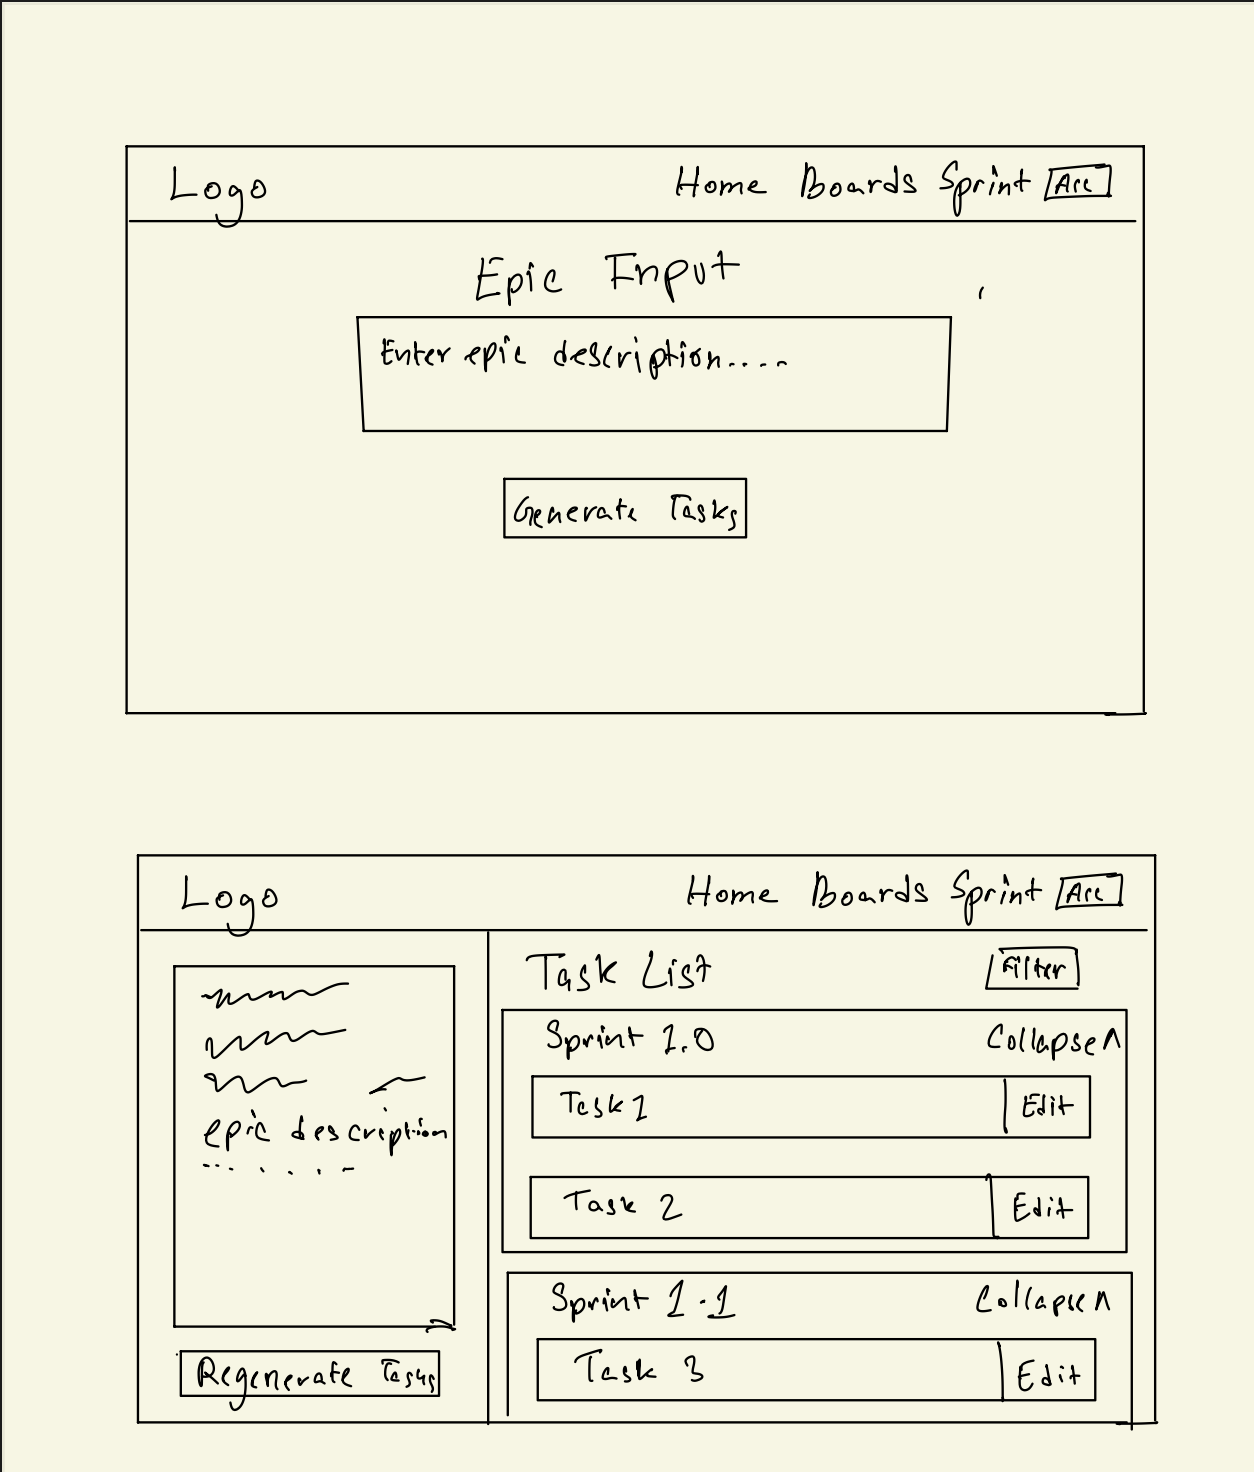 Logo Home Boards Sprint Acc
Epic Input
Enter epic description....
Generate Tasks
Logo Home Boards Sprint Acc
Task List Filter
Sprint 1.0 Collapse ^
Task 1 Edit
Task 2 Edit
Sprint 1.1 Collapse ^
Task 3 Edit
epic description
......
Regenerate Tasks